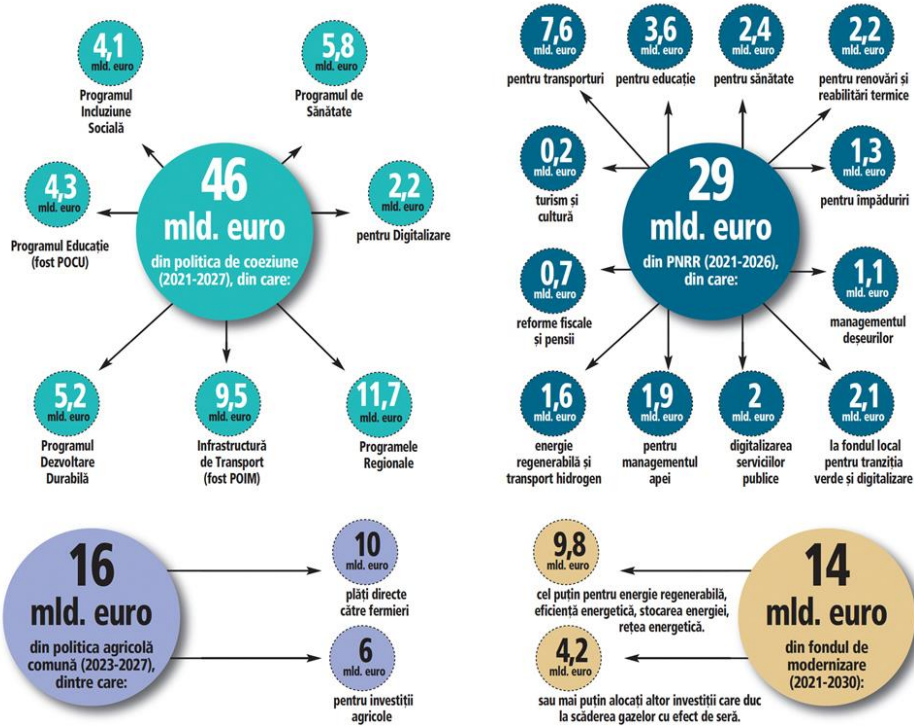 4,1
mld. euro
Programul
Incluziune
Socială
5,8
mld. euro
Programul de
Sănătate
4,3
mld. euro
Programul Educație
(fost POCU)
46
mld. euro
din politica de coeziune
(2021-2027), din care:
2,2
mld. euro
pentru Digitalizare
5,2
mld. euro
Programul
Dezvoltare
Durabilă
9,5
mld. euro
Infrastructură
de Transport
(fost POIM)
11,7
mld. euro
Programele
Regionale
7,6
mld. euro
pentru transporturi
3,6
mld. euro
pentru educație
2,4
mld. euro
pentru sănătate
2,2
mld. euro
pentru renovări și
reabilitări termice
0,2
mld. euro
turism și
cultură
29
mld. euro
din PNRR (2021-2026),
din care:
1,3
mld. euro
pentru împăduriri
0,7
mld. euro
reforme fiscale
și pensii
1,1
mld. euro
managementul
deșeurilor
1,6
mld. euro
energie
regenerabilă și
transport hidrogen
1,9
mld. euro
pentru
managementul
apei
2
mld. euro
digitalizarea
serviciilor
publice
2,1
mld. euro
la fondul local
pentru tranziția
verde și digitalizare
16
mld. euro
din politica agricolă
comună (2023-2027),
dintre care:
10
mld. euro
plăți directe
către fermieri
6
mld. euro
pentru investiții
agricole
9,8
mld. euro
cel puțin pentru energie regenerabilă,
eficiență energetică, stocarea energiei,
rețea energetică.
4,2
mld. euro
sau mai puțin alocați altor investiții care duc
la scăderea gazelor cu efect de seră.
14
mld. euro
din fondul de
modernizare
(2021-2030):